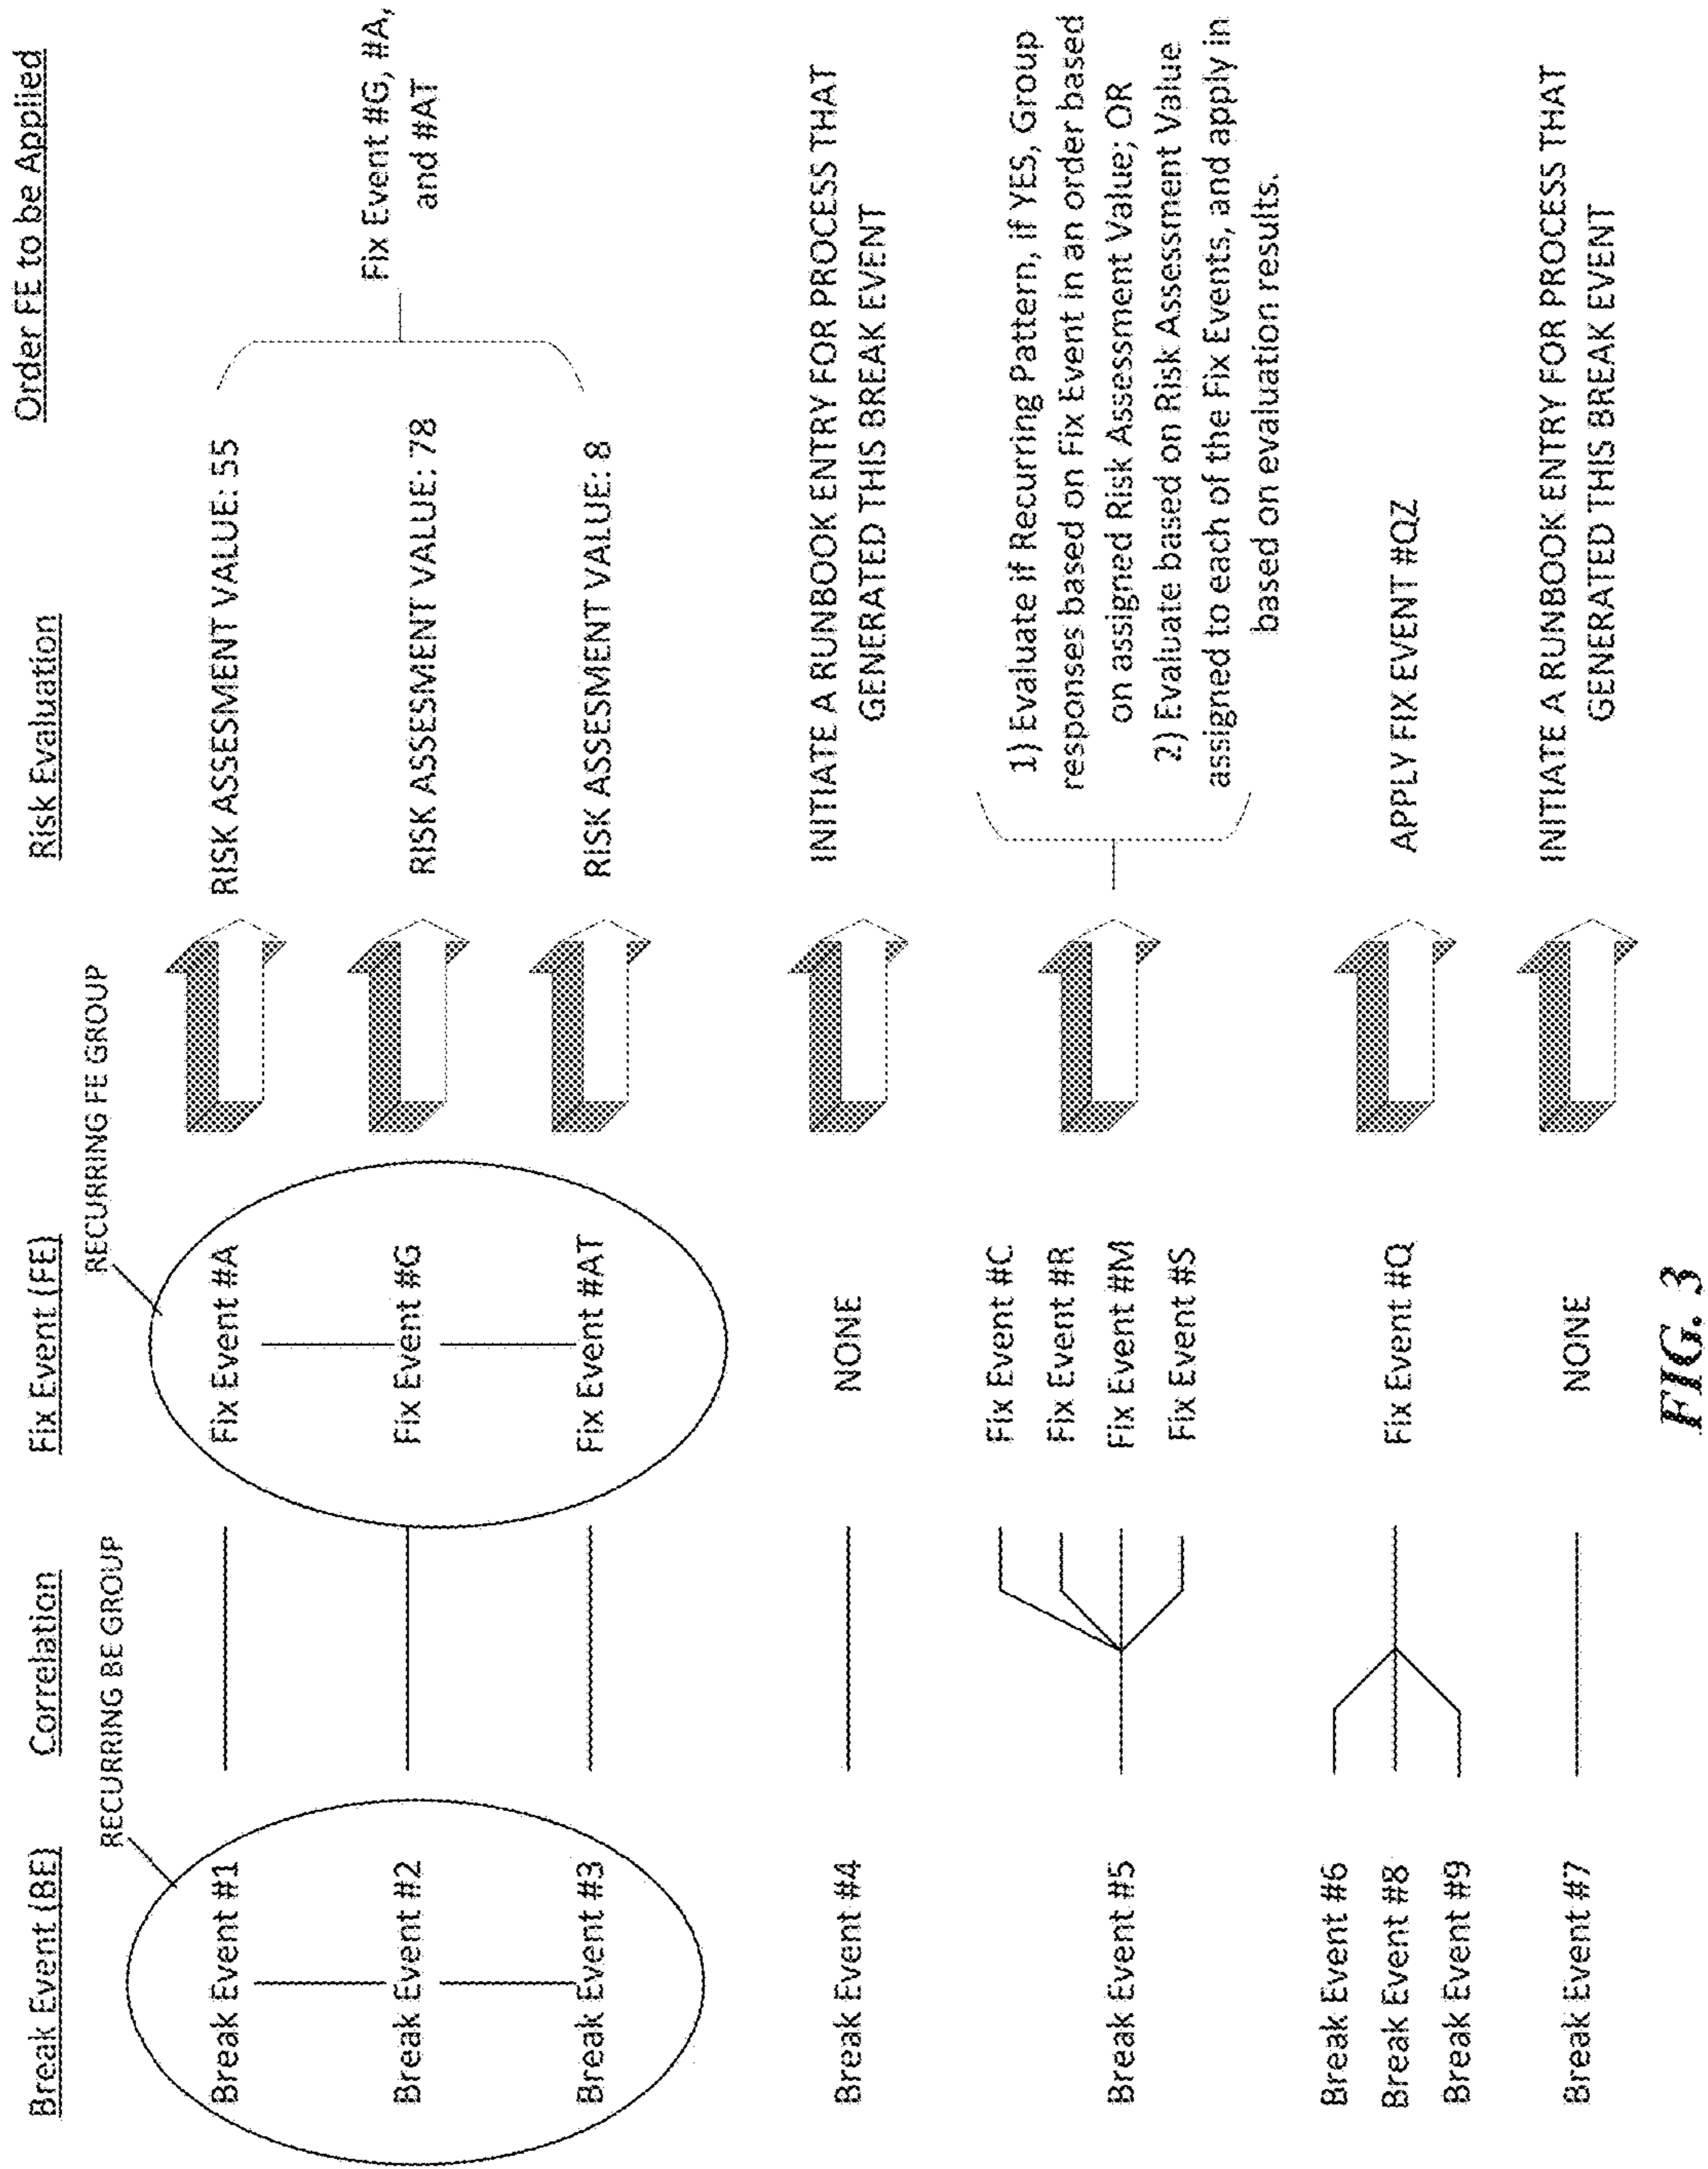 Break Event (BE)
Correlation
Fix Event (FE)
Risk Evaluation
Order FE to be Applied
RECURRING BE GROUP
RECURRING FE GROUP
Break Event #1
Fix Event #A
RISK ASSESSMENT VALUE: 55
Break Event #2
Fix Event #G
RISK ASSESSMENT VALUE: 78
Break Event #3
Fix Event #AT
RISK ASSESMENT VALUE: 8
Fix Event #G, #A,
and #AT
Break Event #4
NONE
INITIATE A RUNBOOK ENTRY FOR PROCESS THAT
GENERATED THIS BREAK EVENT
Break Event #5
Fix Event #C
Fix Event #R
Fix Event #M
Fix Event #S
1) Evaluate if Recurring Pattern, if YES, Group
responses based on Fix Event in an order based
on assigned Risk Assessment Value; OR
2) Evaluate based on Risk Assessment Value
assigned to each of the Fix Events, and apply in
based on evaluation results.
Break Event #6
Break Event #8
Break Event #9
Fix Event #Q
APPLY FIX EVENT #QZ
Break Event #7
NONE
INITIATE A RUNBOOK ENTRY FOR PROCESS THAT
GENERATED THIS BREAK EVENT
FIG. 3